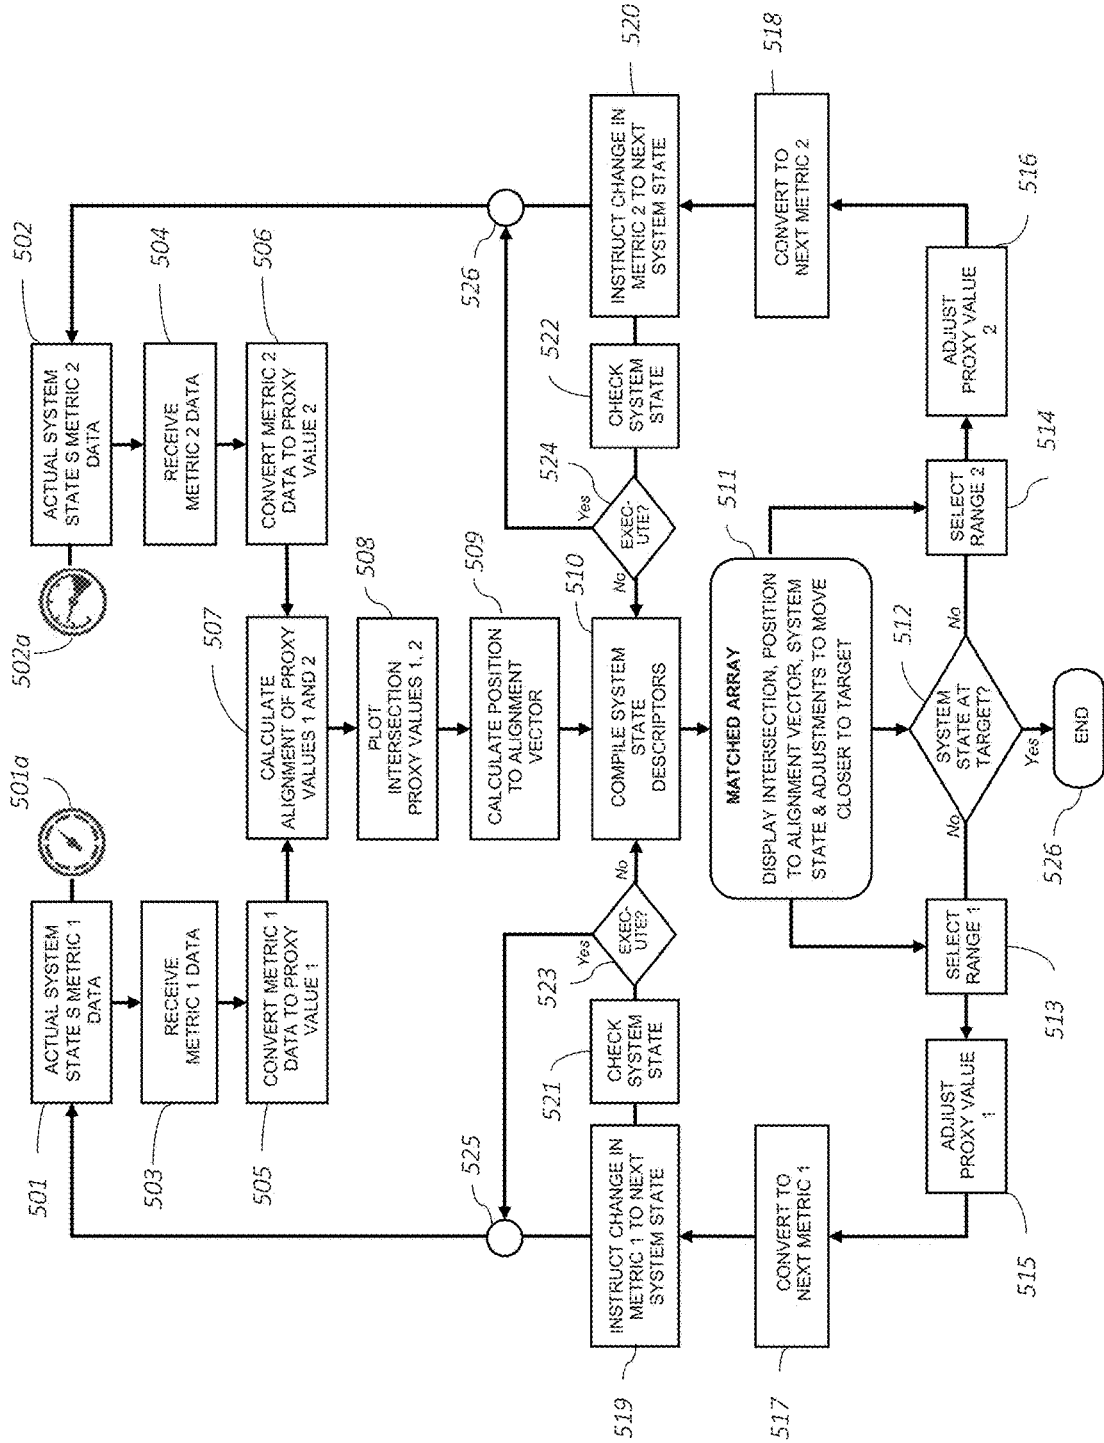 501a
502a
501
ACTUAL SYSTEM
STATE S METRIC 1
DATA
502
ACTUAL SYSTEM
STATE S METRIC 2
DATA
503
RECEIVE
METRIC 1 DATA
504
RECEIVE
METRIC 2 DATA
505
CONVERT METRIC 1
DATA TO PROXY
VALUE 1
506
CONVERT METRIC 2
DATA TO PROXY
VALUE 2
507
CALCULATE
ALIGNMENT OF PROXY
VALUES 1 AND 2
508
PLOT
INTERSECTION
PROXY VALUES 1, 2
509
CALCULATE POSITION
TO ALIGNMENT
VECTOR
510
COMPILE SYSTEM
STATE
DESCRIPTORS
525
526
519
INSTRUCT CHANGE IN
METRIC 1 TO NEXT
SYSTEM STATE
521
CHECK
SYSTEM
STATE
523
EXEC-
UTE?
Yes
No
524
EXEC-
UTE?
Yes
No
522
CHECK
SYSTEM
STATE
520
INSTRUCT CHANGE IN
METRIC 2 TO NEXT
SYSTEM STATE
511
MATCHED ARRAY
DISPLAY INTERSECTION, POSITION
TO ALIGNMENT VECTOR, SYSTEM
STATE & ADJUSTMENTS TO MOVE
CLOSER TO TARGET
517
CONVERT TO
NEXT METRIC 1
518
CONVERT TO
NEXT METRIC 2
512
SYSTEM
STATE AT
TARGET?
No
No
Yes
513
SELECT
RANGE 1
514
SELECT
RANGE 2
515
ADJUST
PROXY VALUE
1
516
ADJUST
PROXY VALUE
2
526
END